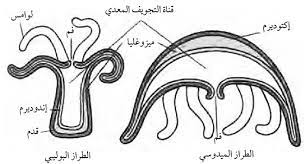 قناة التجويف المعدي
إكتوديرم
لوامس
فم
ميزوغليا
إندوديرم
قدم
فم
الطراز الميدوسي
الطراز البوليبي